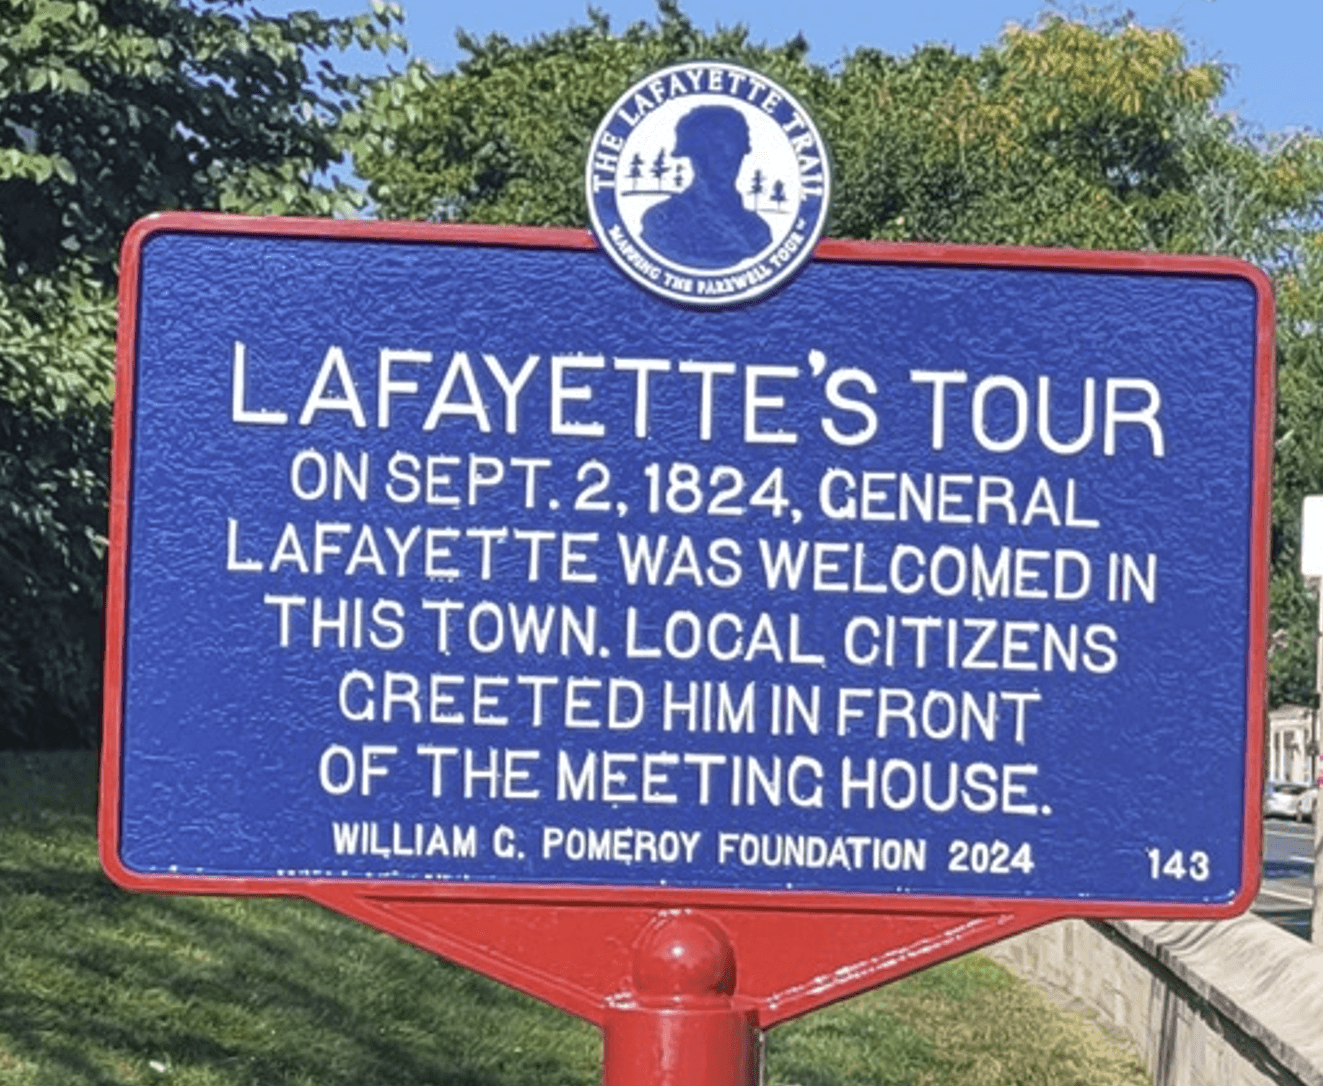 THE LAFAYETTE TRAIL
MAPPING THE FAREWELL TOUR
LAFAYETTE'S TOUR
ON SEPT. 2, 1824, GENERAL
LAFAYETTE WAS WELCOMED IN
THIS TOWN. LOCAL CITIZENS
GREETED HIM IN FRONT
OF THE MEETING HOUSE.
WILLIAM G. POMEROY FOUNDATION 2024 143